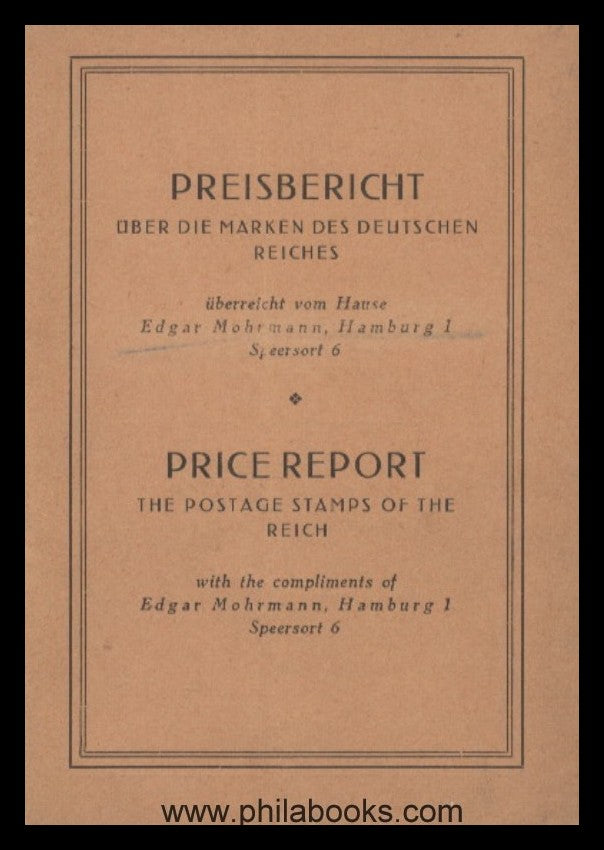 PREISBERICHT
ÜBER DIE MARKEN DES DEUTSCHEN
REICHES
überreicht vom Hause
Edgar Mohrmann, Hamburg 1
Speersort 6
PRICE REPORT
THE POSTAGE STAMPS OF THE
REICH
with the compliments of
Edgar Mohrmann, Hamburg 1
Speersort 6
www.philabooks.com